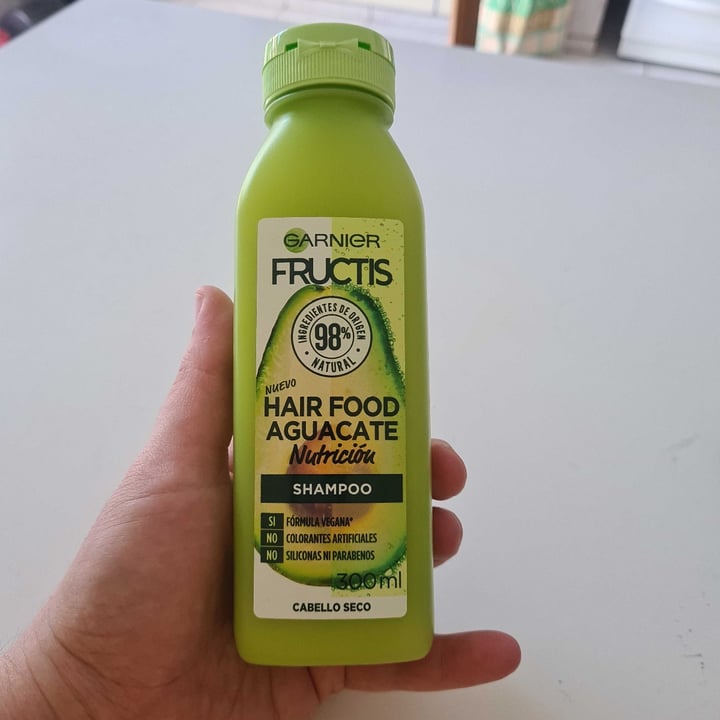 GARNIER
FRUCTIS
INGREDIENTES DE ORIGEN
98%
NATURAL
NUEVO
HAIR FOOD
AGUACATE
Nutrición
SHAMPOO
SI FÓRMULA VEGANA*
NO COLORANTES ARTIFICIALES
NO SILICONAS NI PARABENOS
300ml
CABELLO SECO